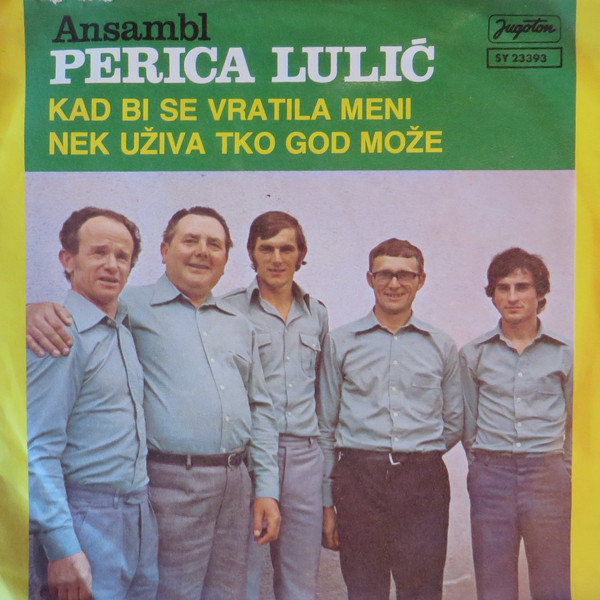 Ansambl
PERICA LULIĆ
KAD BI SE VRATILA MENI
NEK UŽIVA TKO GOD MOŽE
Jugoton
SY 23393